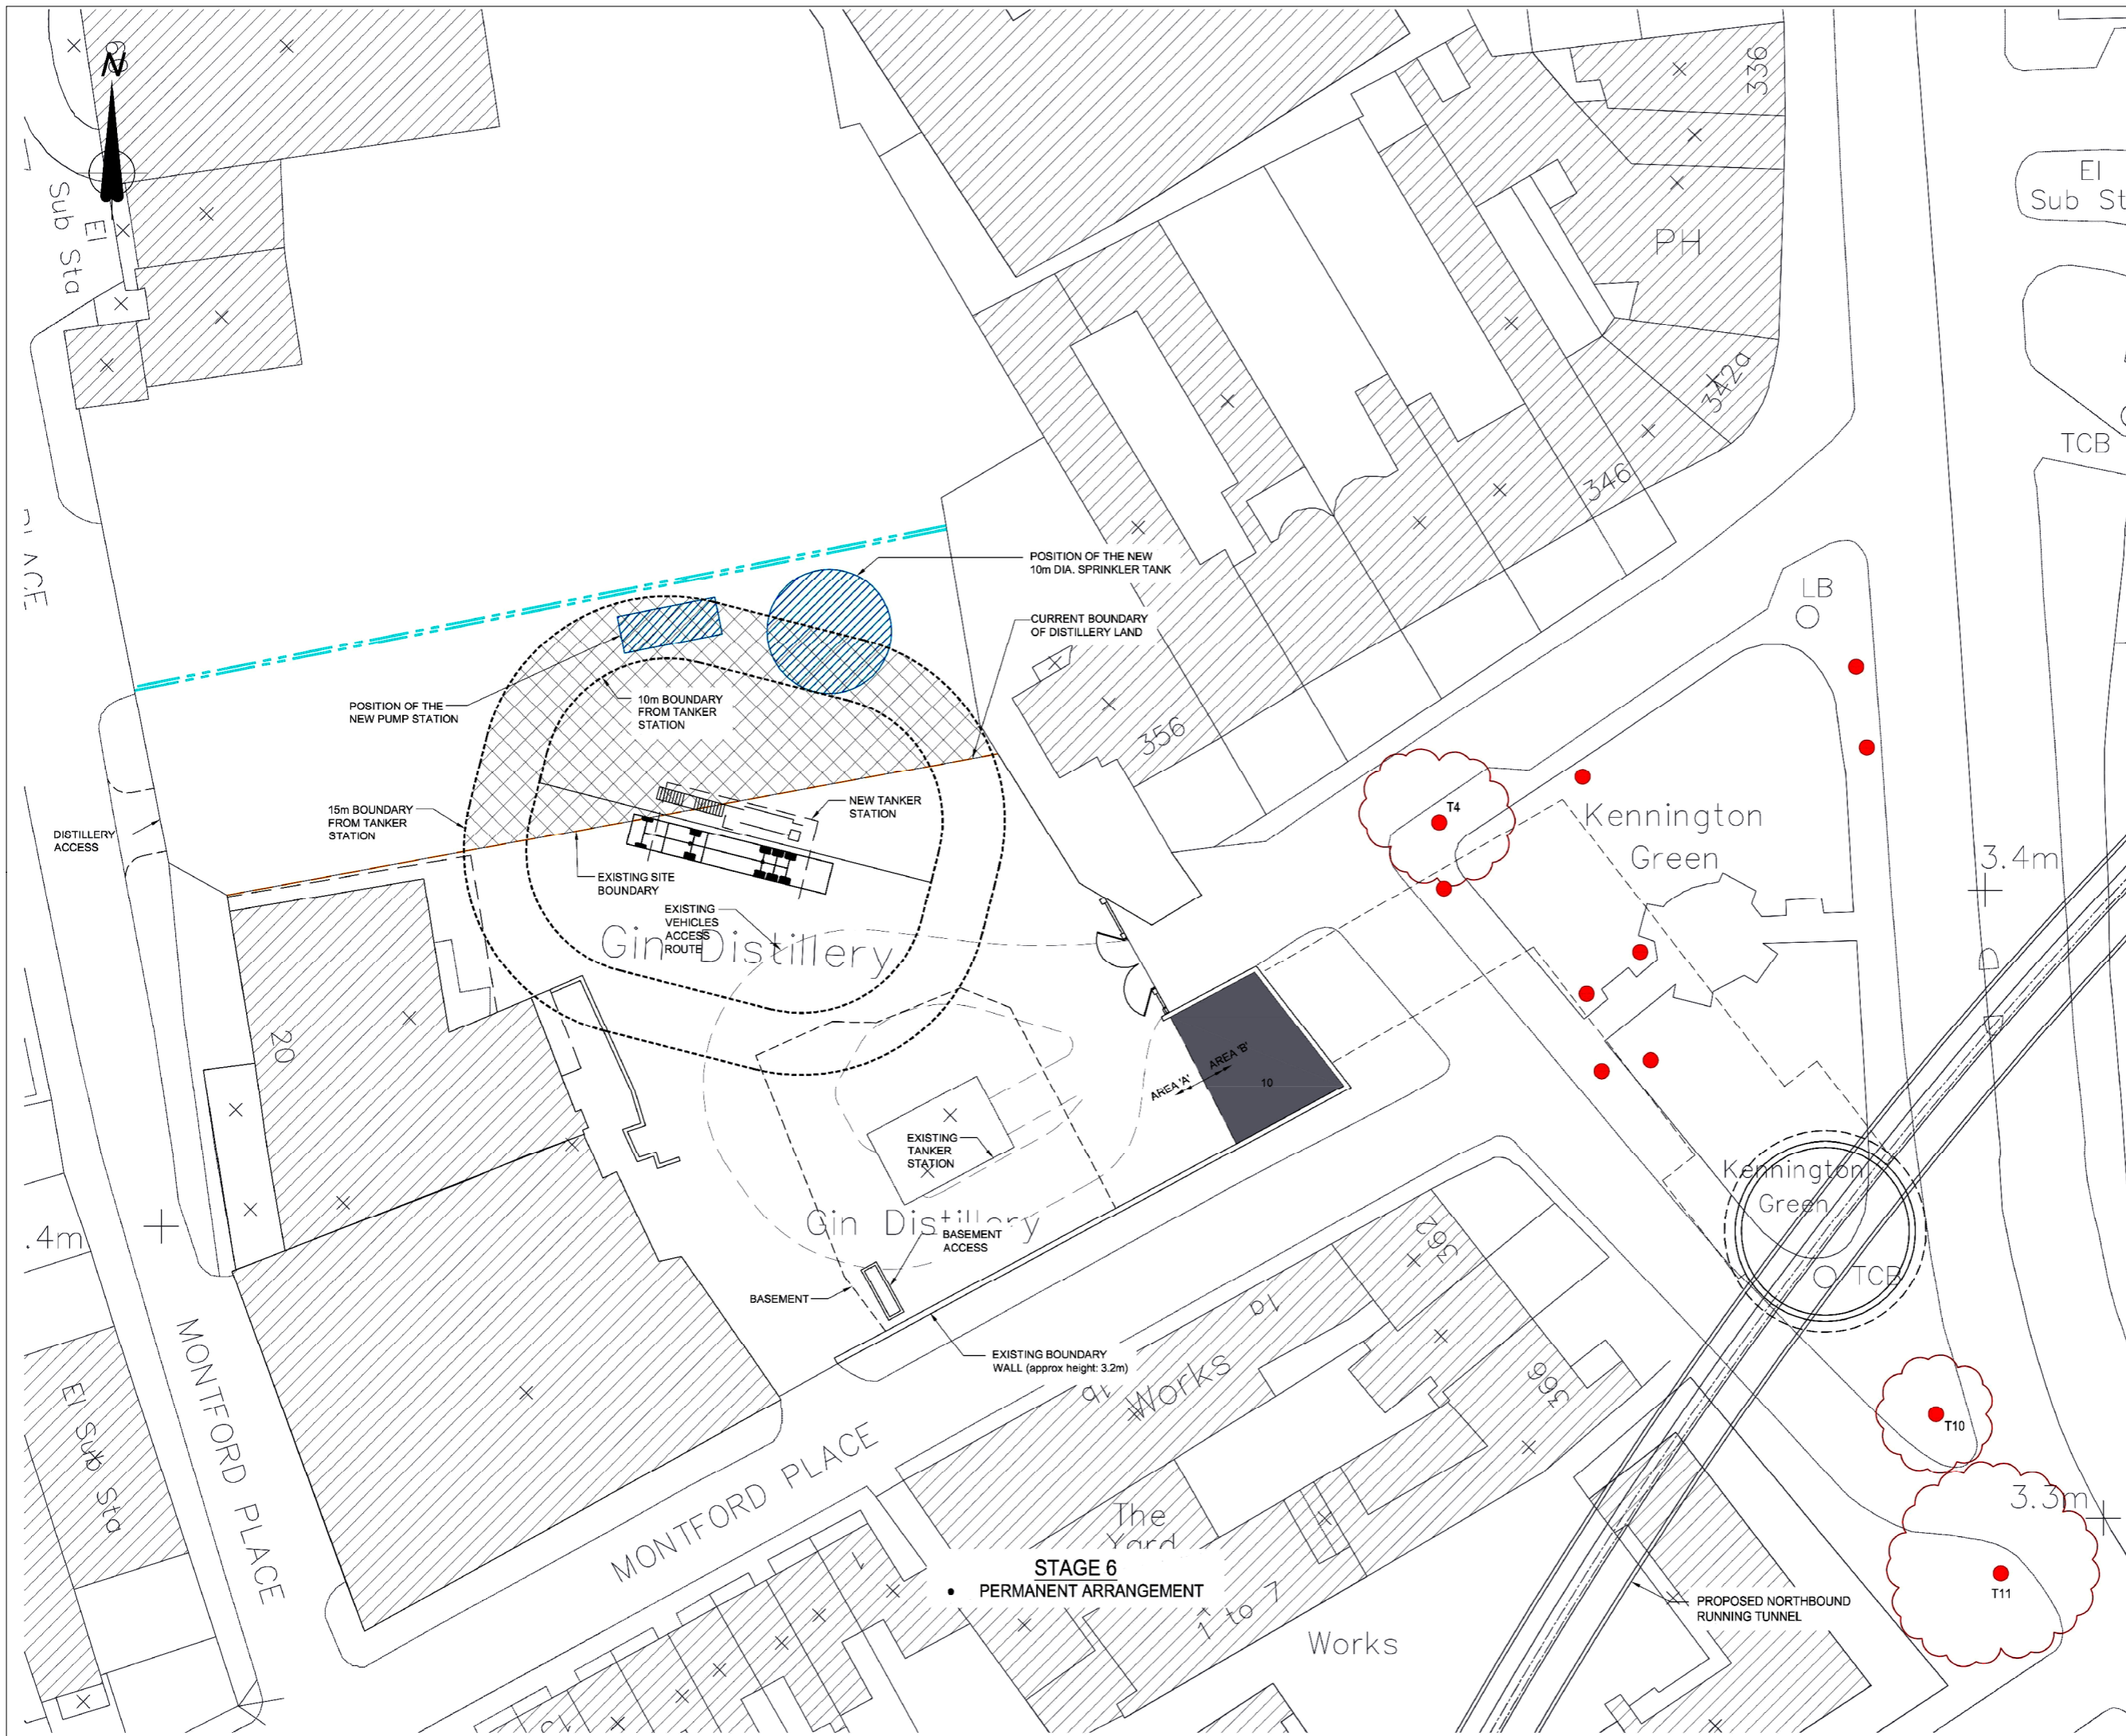 N
69
336
El
Sub Sta
El
Sub St
PH
342a
TCB
346
PLACE
POSITION OF THE NEW
10m DIA. SPRINKLER TANK
LB
CURRENT BOUNDARY
OF DISTILLERY LAND
10m BOUNDARY
FROM TANKER
STATION
POSITION OF THE
NEW PUMP STATION
356
T4
Kennington
Green
15m BOUNDARY
FROM TANKER
STATION
NEW TANKER
STATION
DISTILLERY
ACCESS
3.4m
EXISTING SITE
BOUNDARY
EXISTING
VEHICLES
ACCESS
ROUTE
Gin Distillery
20
AREA 'A'
AREA 'B'
10
EXISTING
TANKER
STATION
Kennington
Green
Gin Distillery
.4m
BASEMENT
ACCESS
362
TCB
BASEMENT
1a
EXISTING BOUNDARY
WALL (approx height: 3.2m)
1b
Works
366
MONTFORD PLACE
El Sub Sta
T10
MONTFORD PLACE
3.3m
The
Yard
1
STAGE 6
• PERMANENT ARRANGEMENT
T11
PROPOSED NORTHBOUND
RUNNING TUNNEL
1 to 7
Works